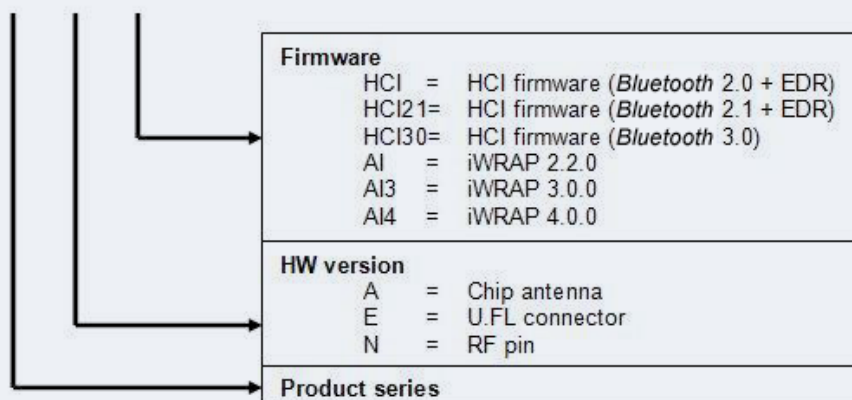 Firmware
HCI = HCI firmware (Bluetooth 2.0 + EDR)
HCI21= HCI firmware (Bluetooth 2.1 + EDR)
HCI30= HCI firmware (Bluetooth 3.0)
AI = iWRAP 2.2.0
AI3 = iWRAP 3.0.0
AI4 = iWRAP 4.0.0
HW version
A = Chip antenna
E = U.FL connector
N = RF pin
Product series